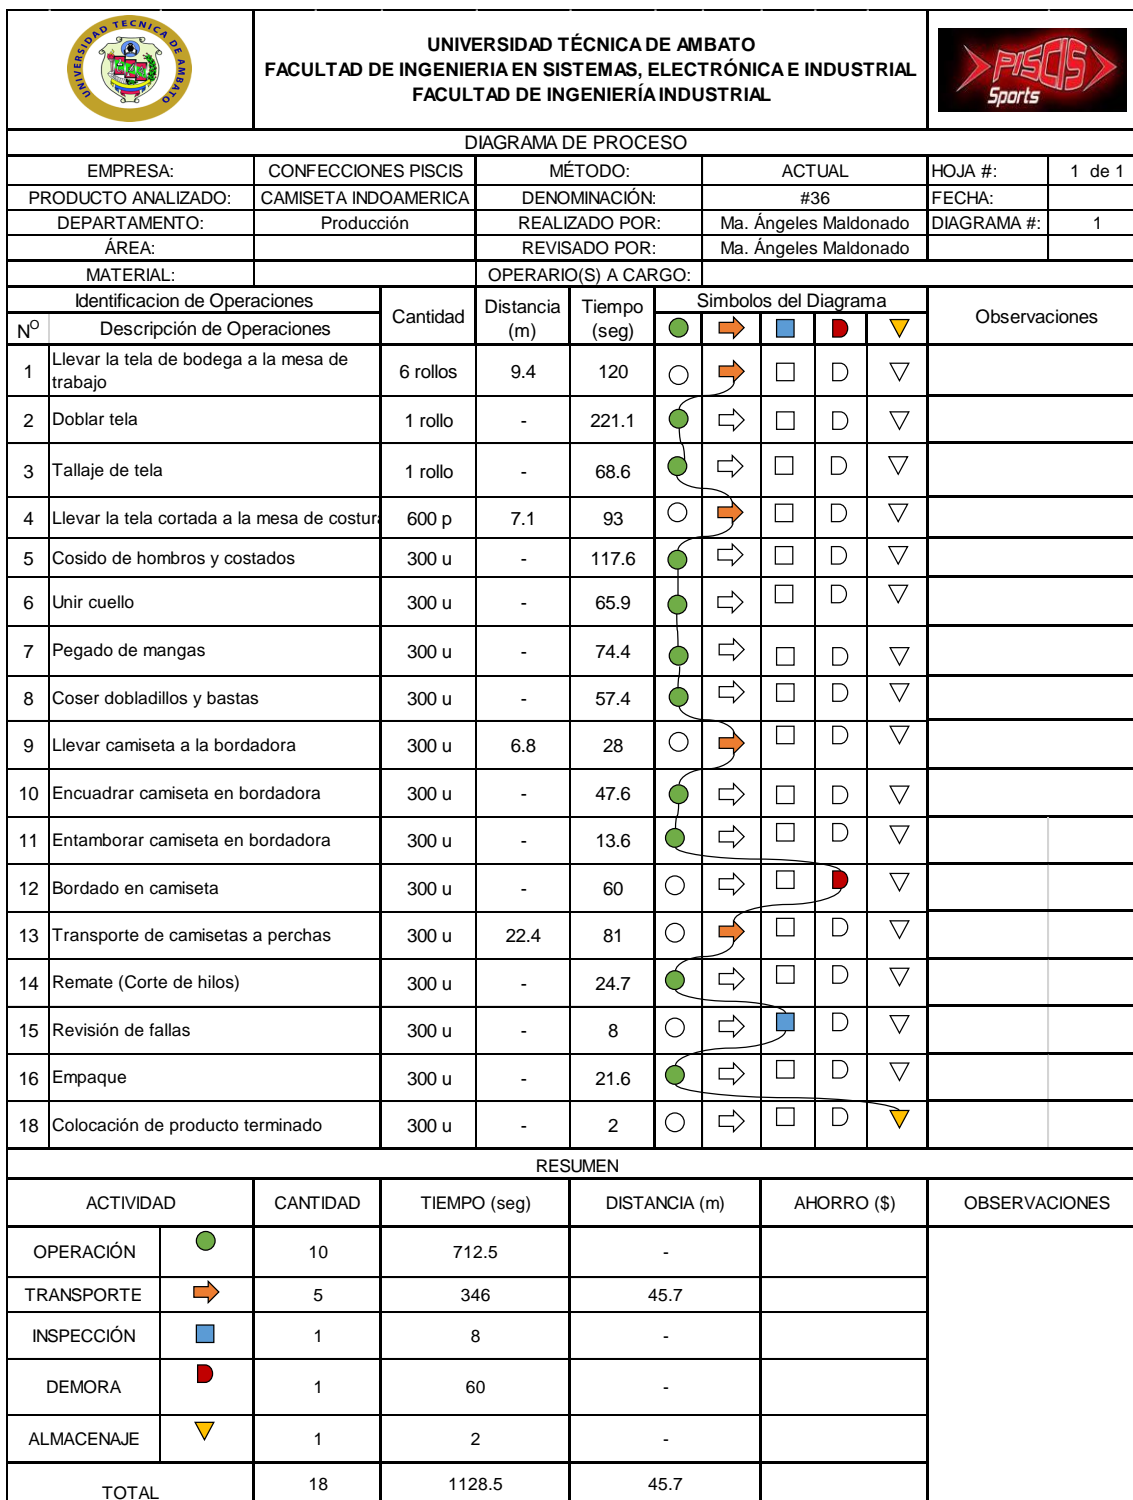 UNIVERSIDAD TECNICA DE AMBATO
UNIVERSIDAD TÉCNICA DE AMBATO
FACULTAD DE INGENIERIA EN SISTEMAS, ELECTRÓNICA E INDUSTRIAL
FACULTAD DE INGENIERÍA INDUSTRIAL
PISCIS
Sports
DIAGRAMA DE PROCESO
EMPRESA: CONFECCIONES PISCIS MÉTODO: ACTUAL HOJA #: 1 de 1
PRODUCTO ANALIZADO: CAMISETA INDOAMERICA DENOMINACIÓN: #36 FECHA:
DEPARTAMENTO: Producción REALIZADO POR: Ma. Ángeles Maldonado DIAGRAMA #: 1
ÁREA: REVISADO POR: Ma. Ángeles Maldonado
MATERIAL: OPERARIO(S) A CARGO:
Identificacion de Operaciones Cantidad Distancia (m) Tiempo (seg) Simbolos del Diagrama Observaciones
Nº Descripción de Operaciones
1 Llevar la tela de bodega a la mesa de trabajo 6 rollos 9.4 120
2 Doblar tela 1 rollo - 221.1
3 Tallaje de tela 1 rollo - 68.6
4 Llevar la tela cortada a la mesa de costur 600 p 7.1 93
5 Cosido de hombros y costados 300 u - 117.6
6 Unir cuello 300 u - 65.9
7 Pegado de mangas 300 u - 74.4
8 Coser dobladillos y bastas 300 u - 57.4
9 Llevar camiseta a la bordadora 300 u 6.8 28
10 Encuadrar camiseta en bordadora 300 u - 47.6
11 Entamborar camiseta en bordadora 300 u - 13.6
12 Bordado en camiseta 300 u - 60
13 Transporte de camisetas a perchas 300 u 22.4 81
14 Remate (Corte de hilos) 300 u - 24.7
15 Revisión de fallas 300 u - 8
16 Empaque 300 u - 21.6
18 Colocación de producto terminado 300 u - 2
RESUMEN
ACTIVIDAD CANTIDAD TIEMPO (seg) DISTANCIA (m) AHORRO ($) OBSERVACIONES
OPERACIÓN 10 712.5 -
TRANSPORTE 5 346 45.7
INSPECCIÓN 1 8 -
DEMORA 1 60 -
ALMACENAJE 1 2 -
TOTAL 18 1128.5 45.7